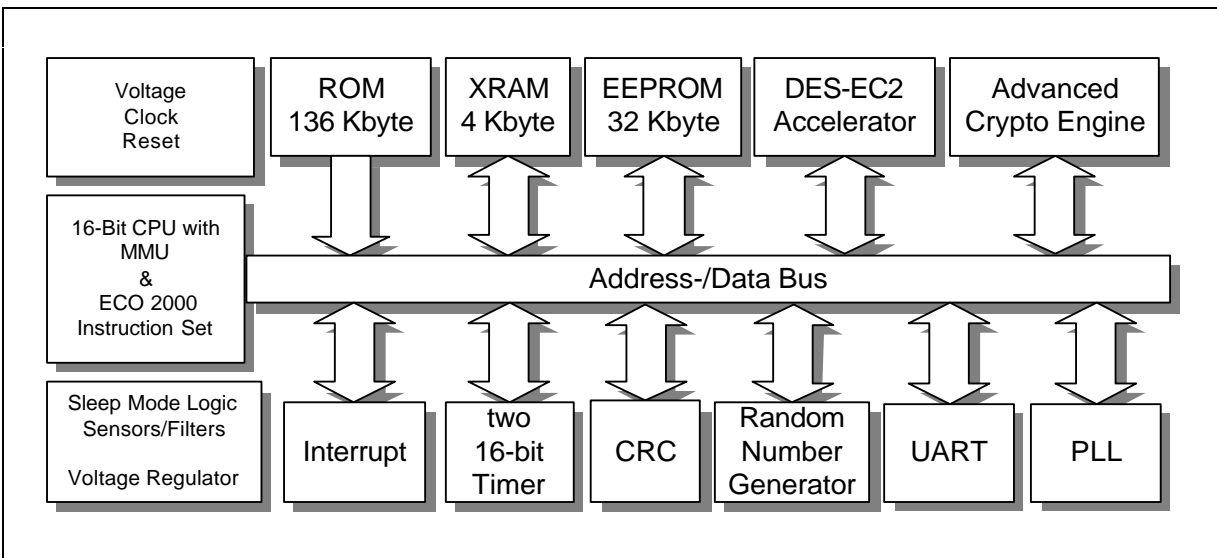 Voltage
Clock
Reset
ROM
136 Kbyte
XRAM
4 Kbyte
EEPROM
32 Kbyte
DES-EC2
Accelerator
Advanced
Crypto Engine
16-Bit CPU with
MMU
&
ECO 2000
Instruction Set
Address-/Data Bus
Sleep Mode Logic
Sensors/Filters
Voltage Regulator
Interrupt
two
16-bit
Timer
CRC
Random
Number
Generator
UART
PLL